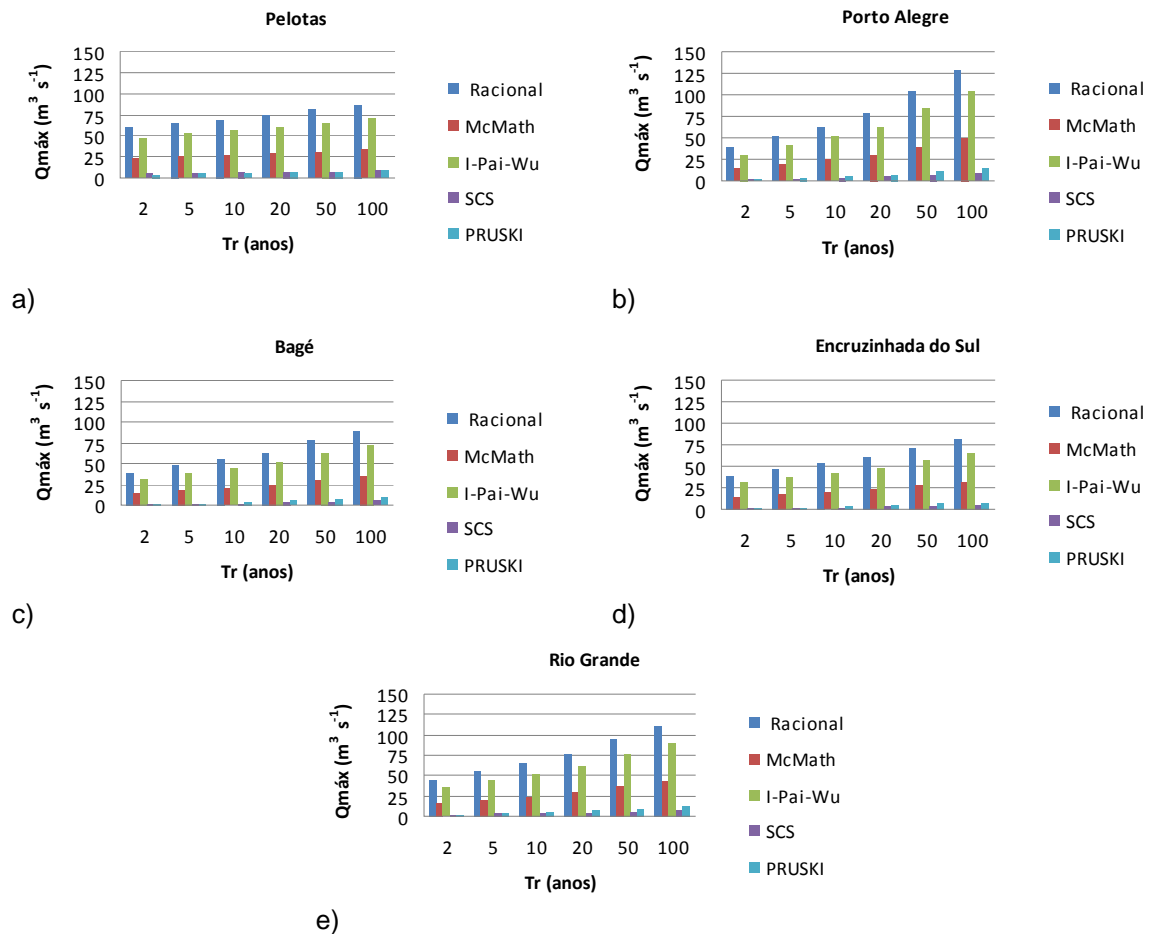 Pelotas
Qmáx (m³ s⁻¹)
150
125
100
75
50
25
0
2 5 10 20 50 100
Tr (anos)
Racional
McMath
I-Pai-Wu
SCS
PRUSKI
a)
Porto Alegre
Qmáx (m³ s⁻¹)
150
125
100
75
50
25
0
2 5 10 20 50 100
Tr (anos)
Racional
McMath
I-Pai-Wu
SCS
PRUSKI
b)
Bagé
Qmáx (m³ s⁻¹)
150
125
100
75
50
25
0
2 5 10 20 50 100
Tr (anos)
Racional
McMath
I-Pai-Wu
SCS
PRUSKI
c)
Encruzinhada do Sul
Qmáx (m³ s⁻¹)
150
125
100
75
50
25
0
2 5 10 20 50 100
Tr (anos)
Racional
McMath
I-Pai-Wu
SCS
PRUSKI
d)
Rio Grande
Qmáx (m³ s⁻¹)
150
125
100
75
50
25
0
2 5 10 20 50 100
Tr (anos)
Racional
McMath
I-Pai-Wu
SCS
PRUSKI
e)